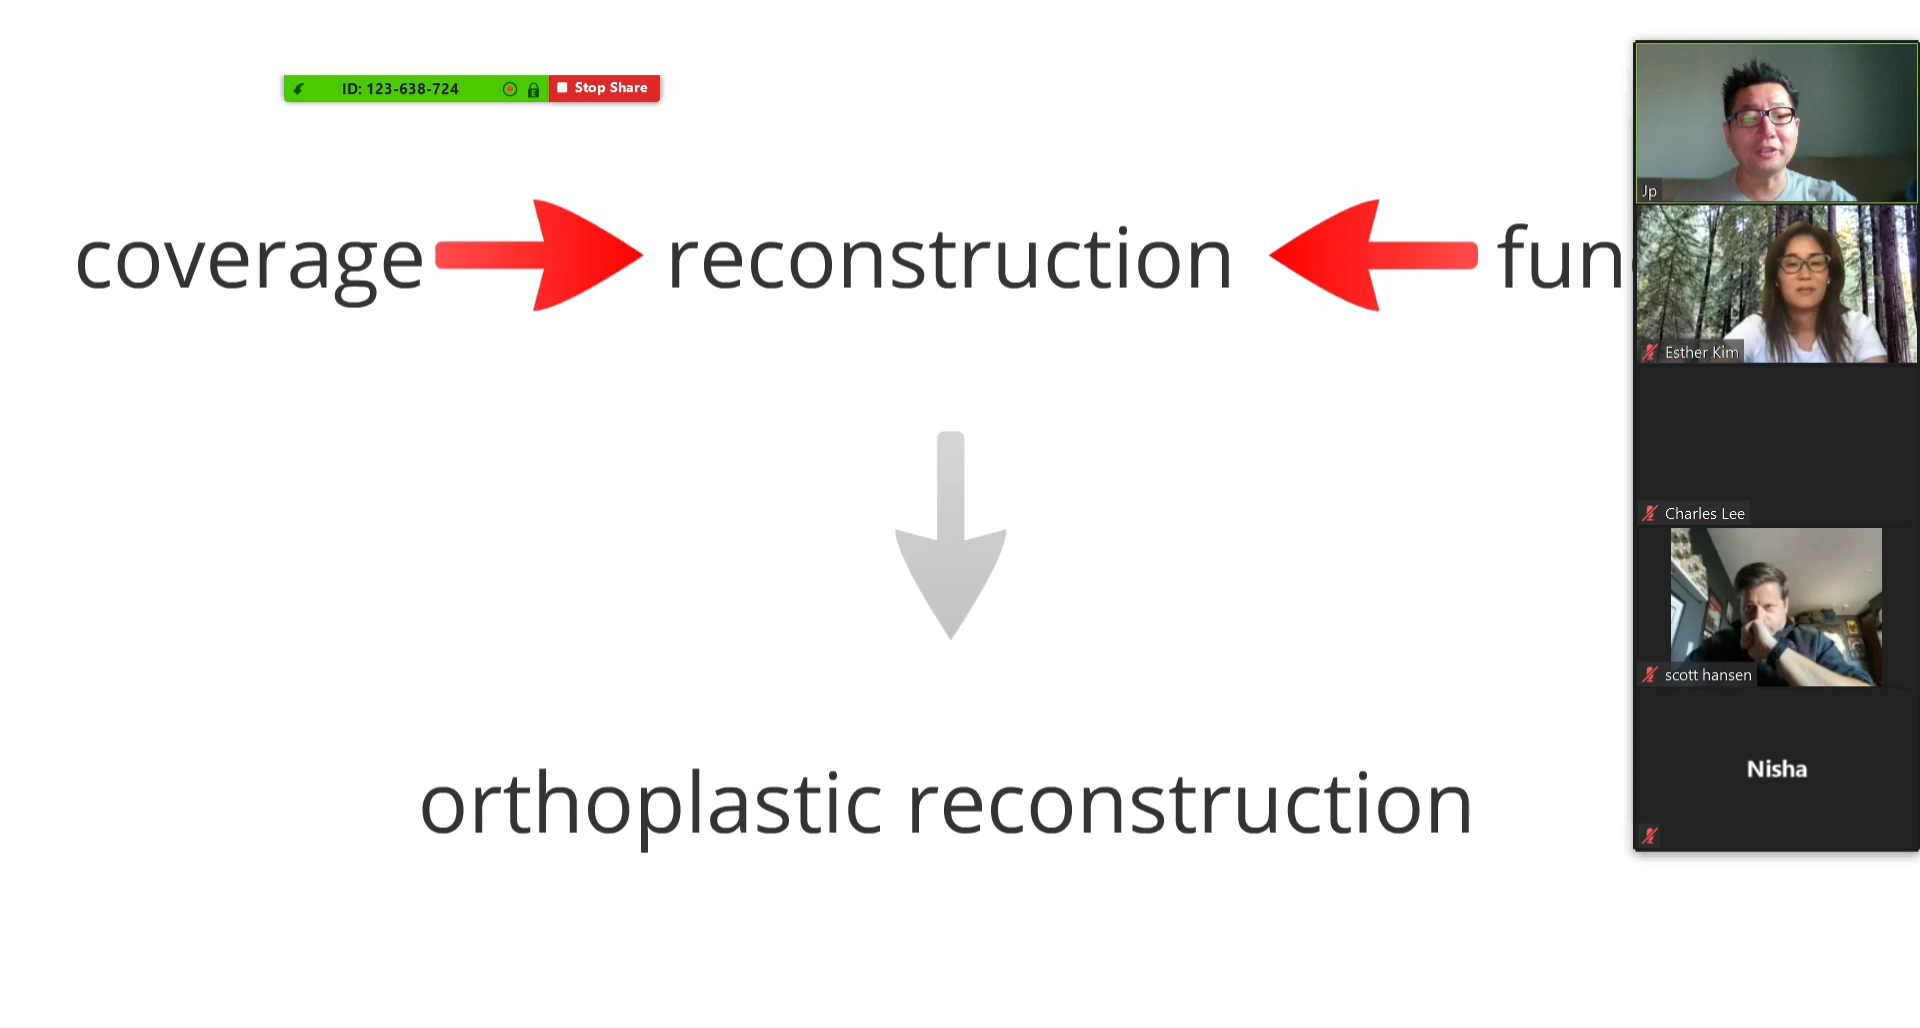 ID: 123-638-724 Stop Share
coverage reconstruction fun
orthoplastic reconstruction
Jp
Esther Kim
Charles Lee
scott hansen
Nisha